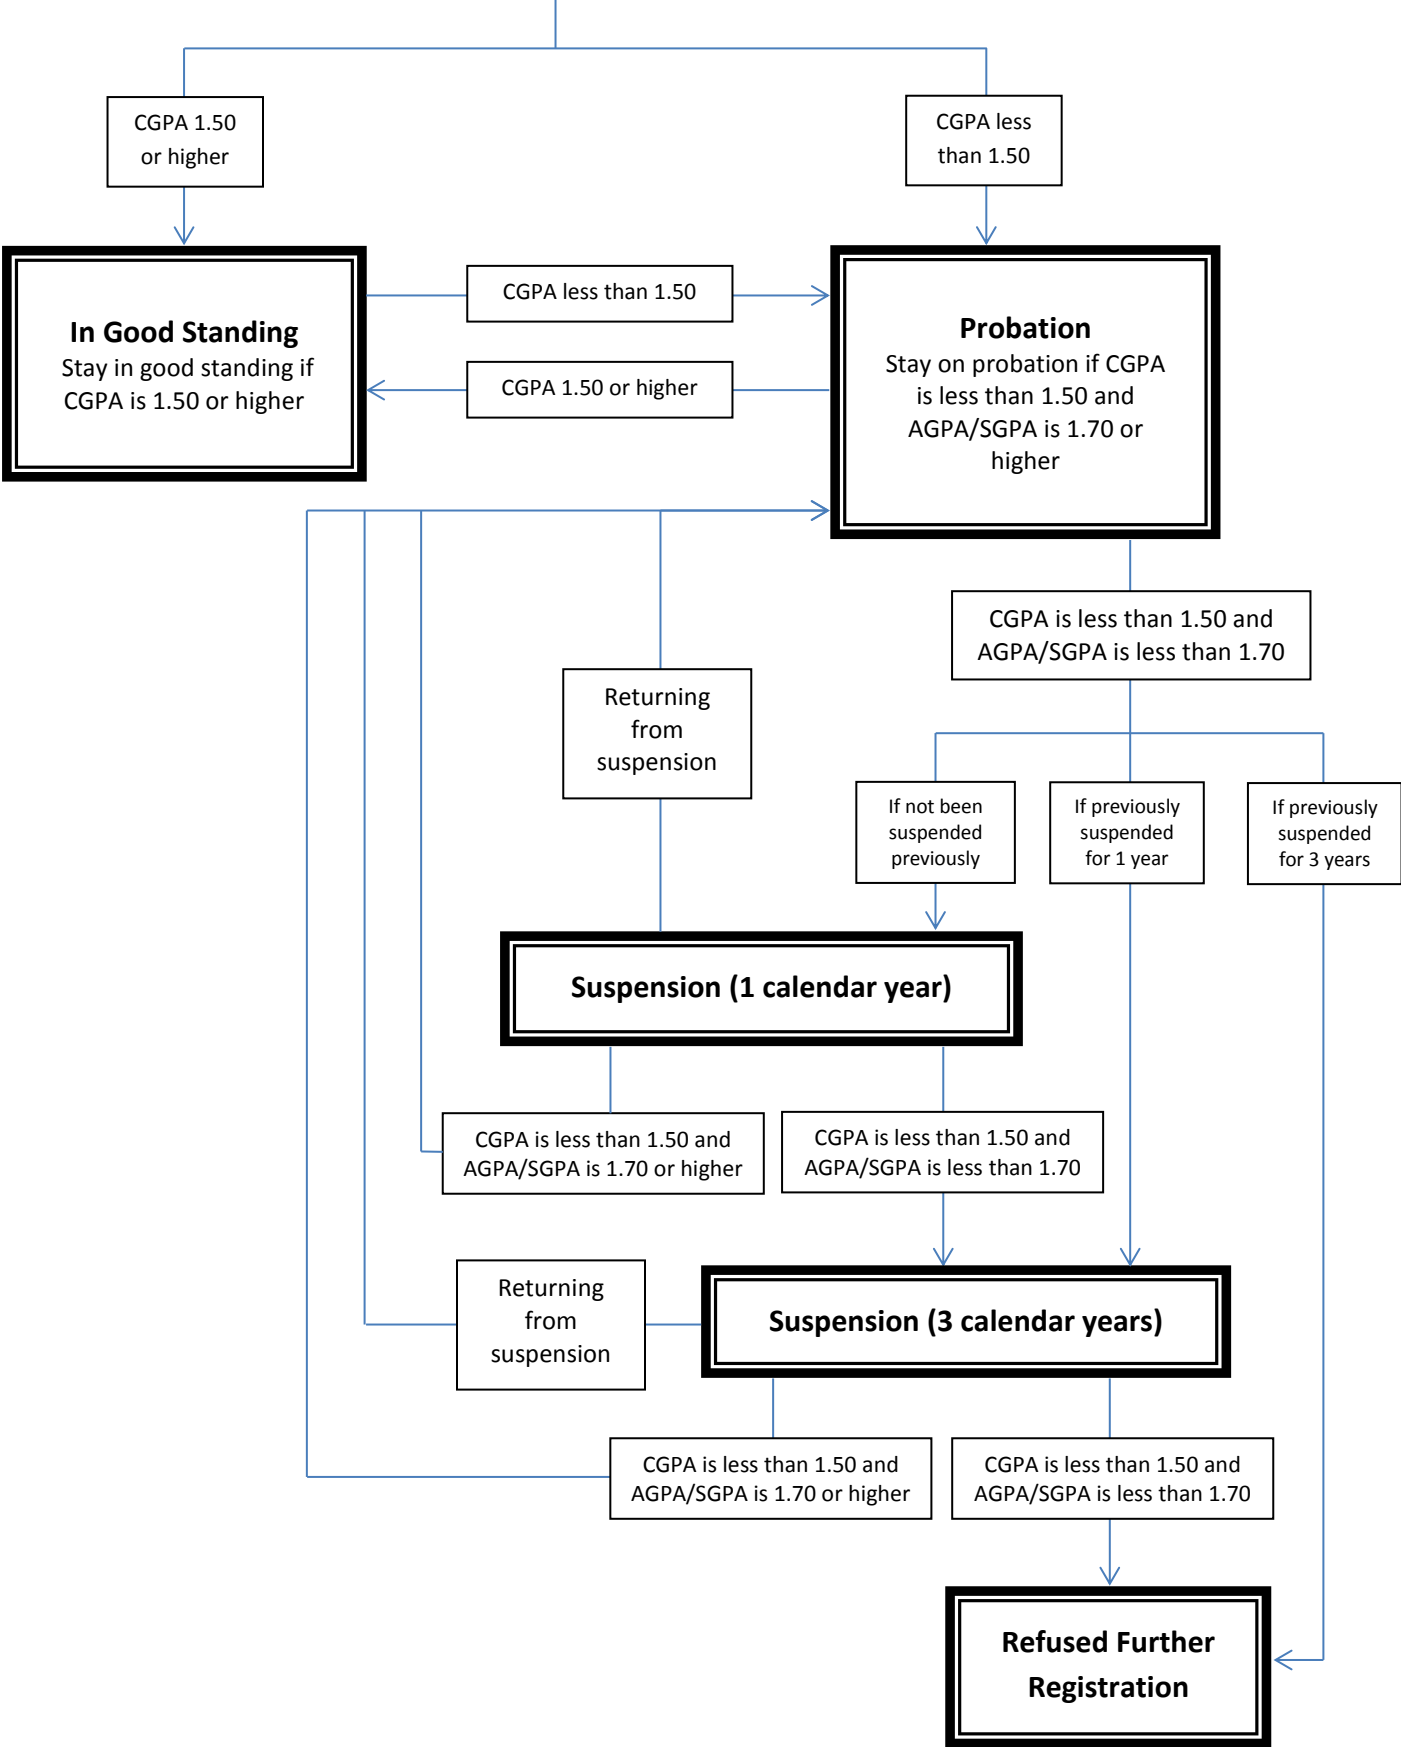 CGPA 1.50
or higher
CGPA less
than 1.50
In Good Standing
Stay in good standing if
CGPA is 1.50 or higher
CGPA less than 1.50
CGPA 1.50 or higher
Probation
Stay on probation if CGPA
is less than 1.50 and
AGPA/SGPA is 1.70 or
higher
CGPA is less than 1.50 and
AGPA/SGPA is less than 1.70
Returning
from
suspension
If not been
suspended
previously
If previously
suspended
for 1 year
If previously
suspended
for 3 years
Suspension (1 calendar year)
CGPA is less than 1.50 and
AGPA/SGPA is 1.70 or higher
CGPA is less than 1.50 and
AGPA/SGPA is less than 1.70
Returning
from
suspension
Suspension (3 calendar years)
CGPA is less than 1.50 and
AGPA/SGPA is 1.70 or higher
CGPA is less than 1.50 and
AGPA/SGPA is less than 1.70
Refused Further
Registration